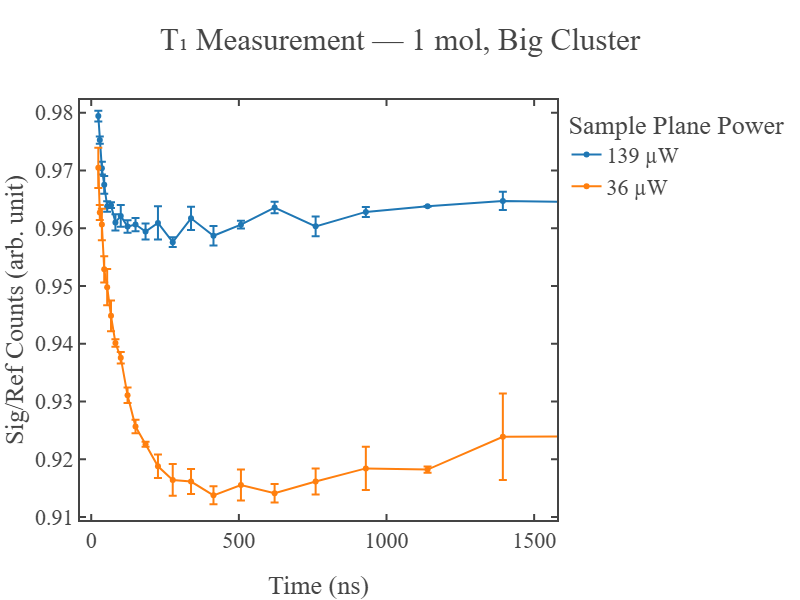 T₁ Measurement — 1 mol, Big Cluster
Sample Plane Power
139 µW
36 µW
Sig/Ref Counts (arb. unit)
0.98
0.97
0.96
0.95
0.94
0.93
0.92
0.91
0
500
1000
1500
Time (ns)